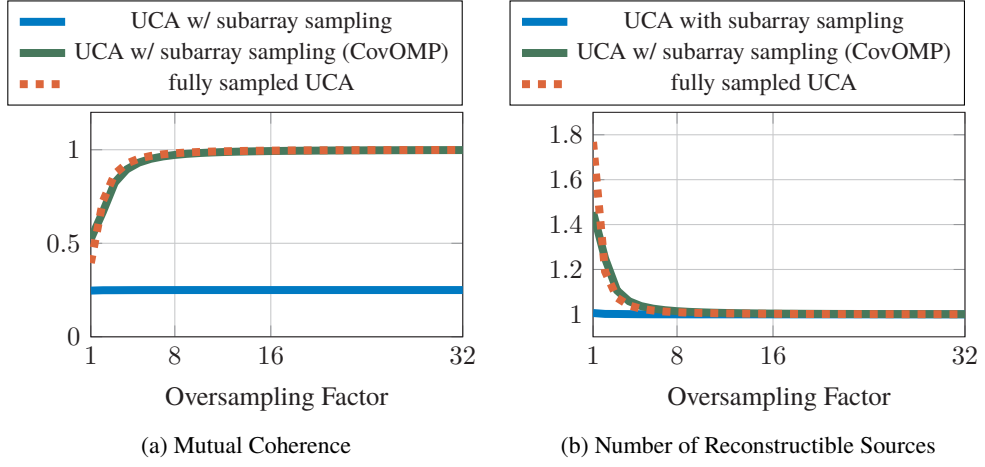 UCA w/ subarray sampling
UCA w/ subarray sampling (CovOMP)
fully sampled UCA
1
0.5
0
1
8
16
32
Oversampling Factor
(a) Mutual Coherence
UCA with subarray sampling
UCA w/ subarray sampling (CovOMP)
fully sampled UCA
1.8
1.6
1.4
1.2
1
1
8
16
32
Oversampling Factor
(b) Number of Reconstructible Sources